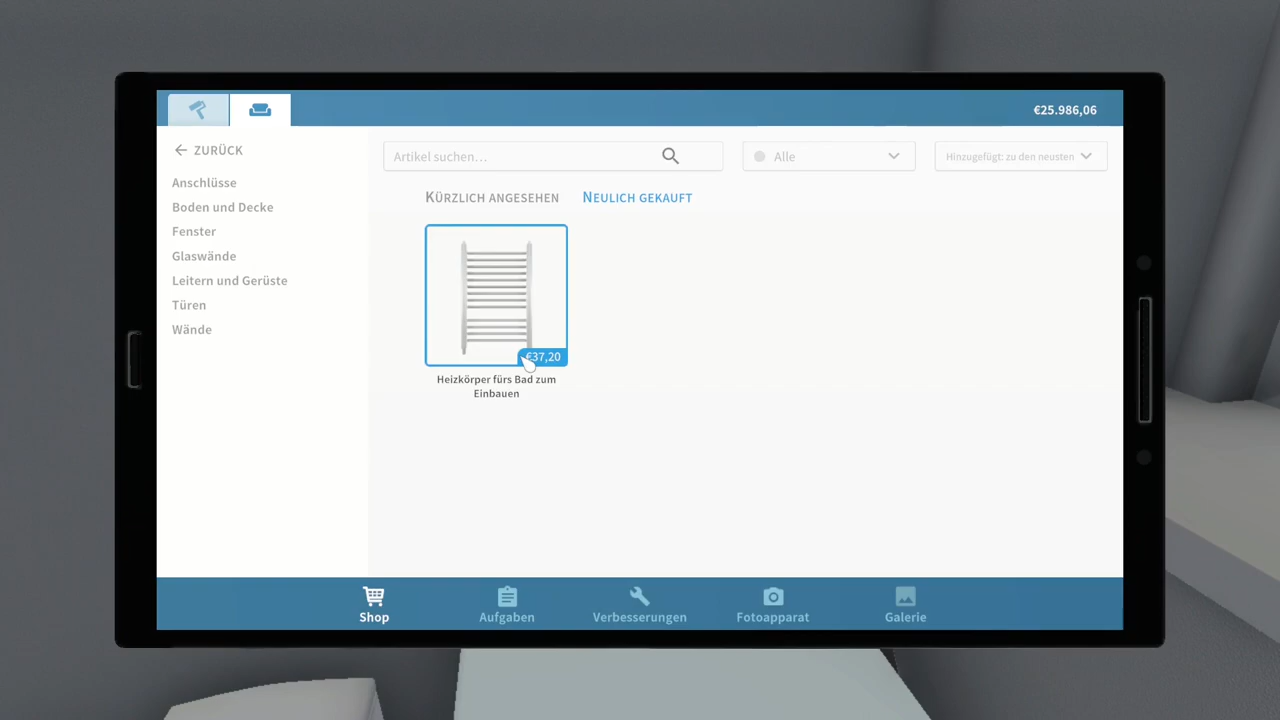 €25.986,06
ZURÜCK
Artikel suchen...
Alle
Hinzugefügt: zu den neusten
Anschlüsse
Boden und Decke
Fenster
Glaswände
Leitern und Gerüste
Türen
Wände
KÜRZLICH ANGESEHEN
NEULICH GEKAUFT
€37,20
Heizkörper fürs Bad zum
Einbauen
Shop
Aufgaben
Verbesserungen
Fotoapparat
Galerie